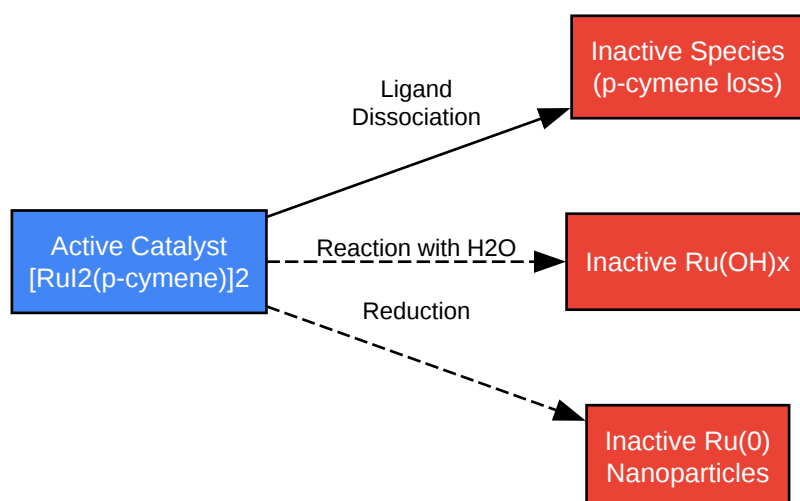 Inactive Species
(p-cymene loss)
Ligand
Dissociation
Active Catalyst
[RuI2(p-cymene)]2
Reaction with H2O
Inactive Ru(OH)x
Reduction
Inactive Ru(0)
Nanoparticles